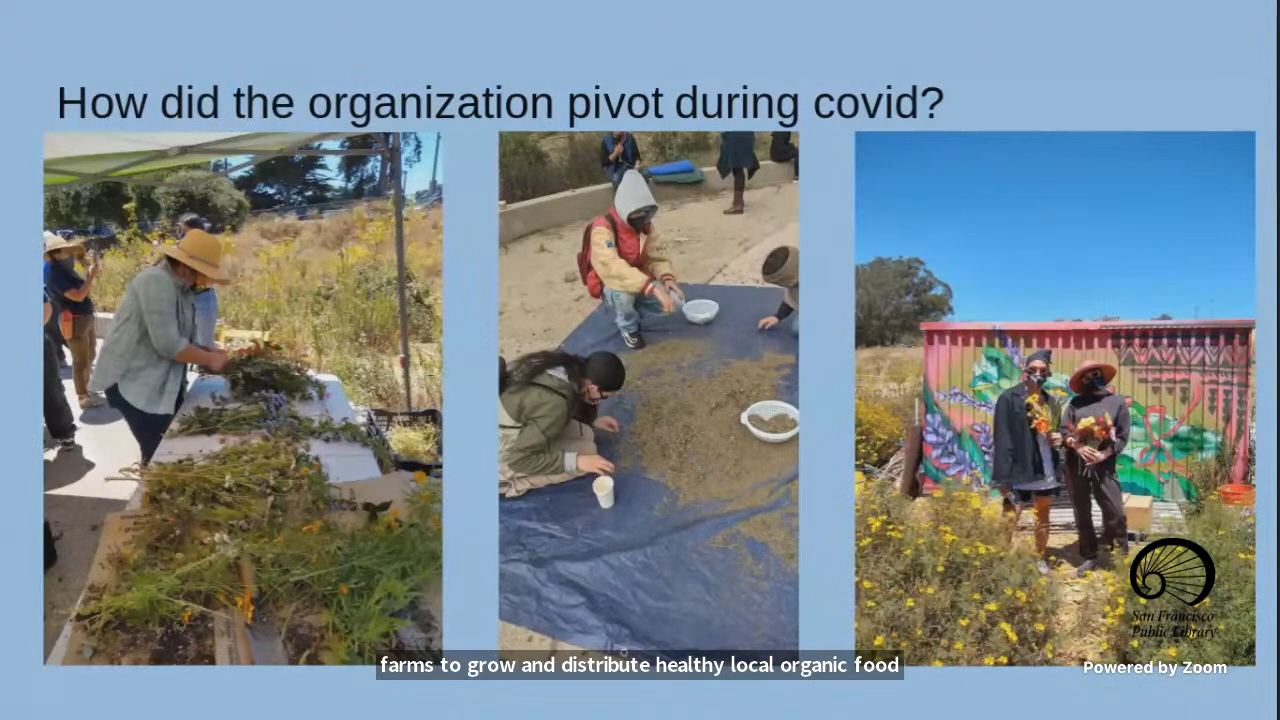 How did the organization pivot during covid?
San Francisco
Public Library
farms to grow and distribute healthy local organic food
Powered by Zoom